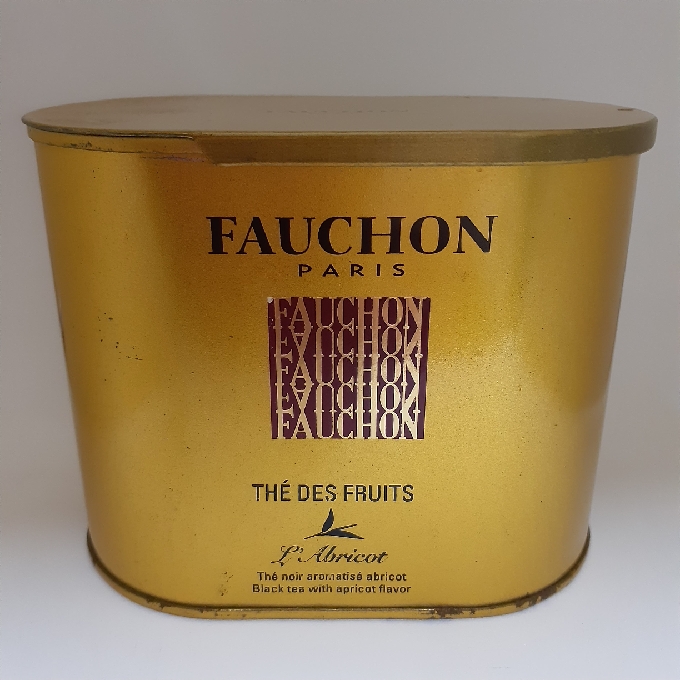 FAUCHON
PARIS
FAUCHON
FAUCHON
FAUCHON
FAUCHON
FAUCHON
THÉ DES FRUITS
L'Abricot
Thé noir aromatisé abricot
Black tea with apricot flavor